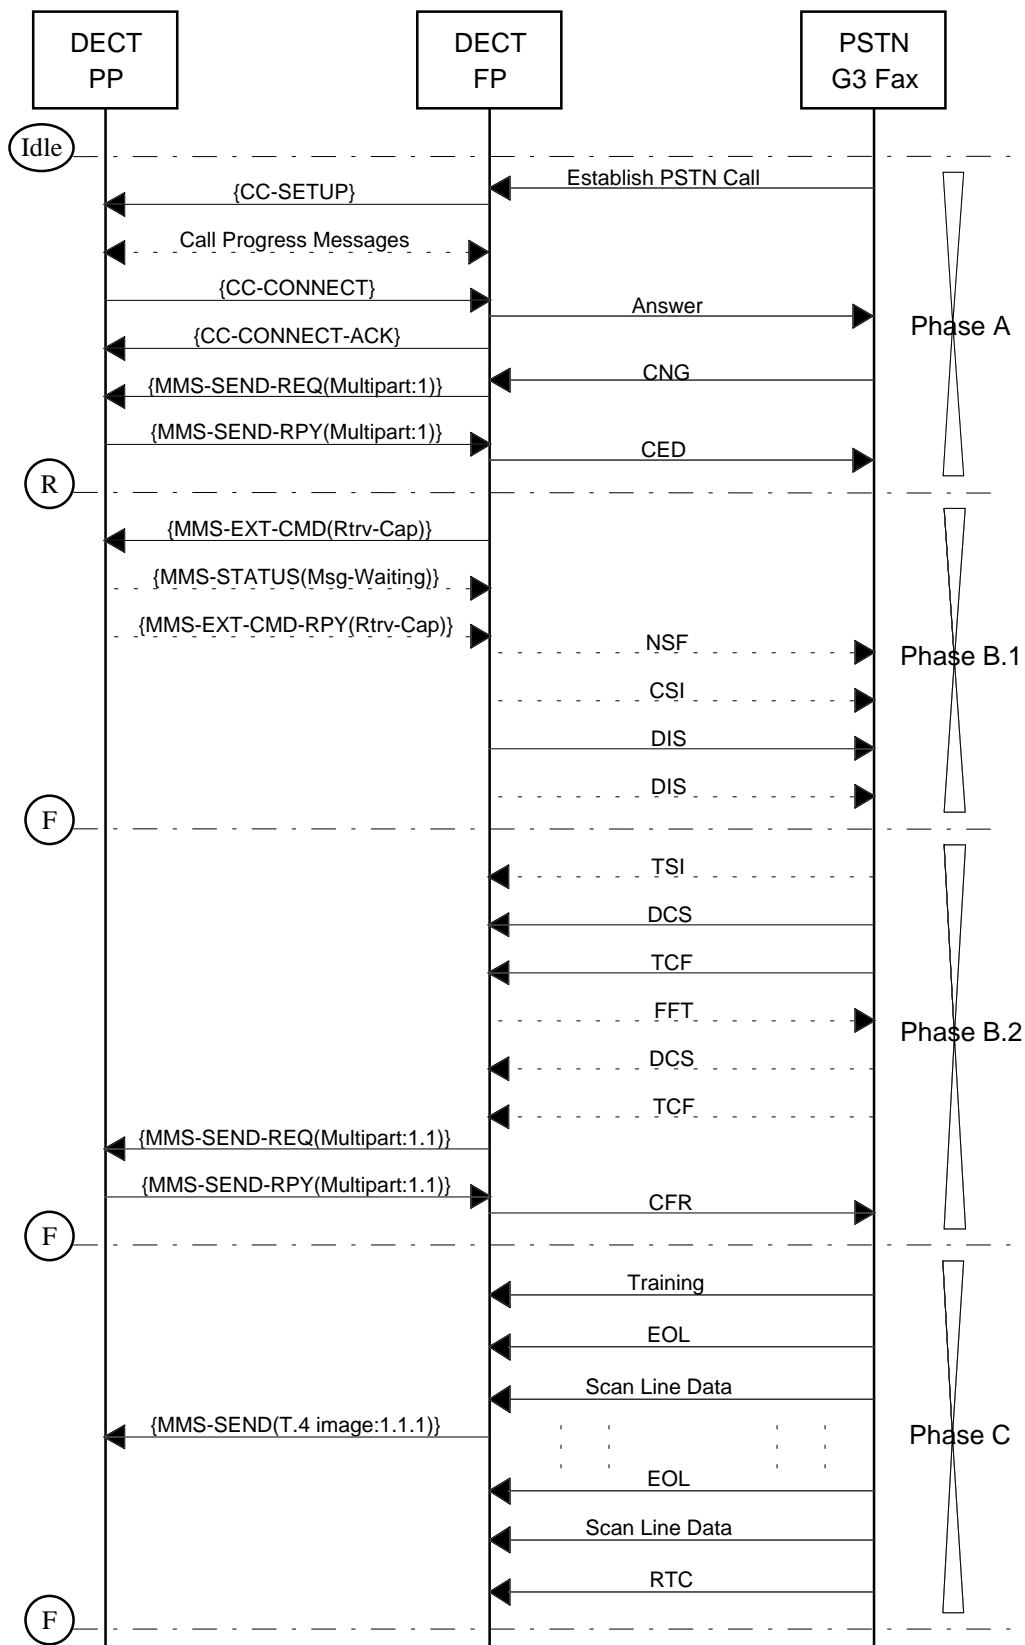 DECT
PP
DECT
FP
PSTN
G3 Fax
Idle
Establish PSTN Call
{CC-SETUP}
Call Progress Messages
{CC-CONNECT}
Answer
Phase A
{CC-CONNECT-ACK}
CNG
{MMS-SEND-REQ(Multipart:1)}
{MMS-SEND-RPY(Multipart:1)}
CED
R
{MMS-EXT-CMD(Rtrv-Cap)}
{MMS-STATUS(Msg-Waiting)}
{MMS-EXT-CMD-RPY(Rtrv-Cap)}
NSF
Phase B.1
CSI
DIS
DIS
F
TSI
DCS
TCF
FFT
Phase B.2
DCS
TCF
{MMS-SEND-REQ(Multipart:1.1)}
{MMS-SEND-RPY(Multipart:1.1)}
CFR
F
Training
EOL
Scan Line Data
{MMS-SEND(T.4 image:1.1.1)}
Phase C
EOL
Scan Line Data
RTC
F